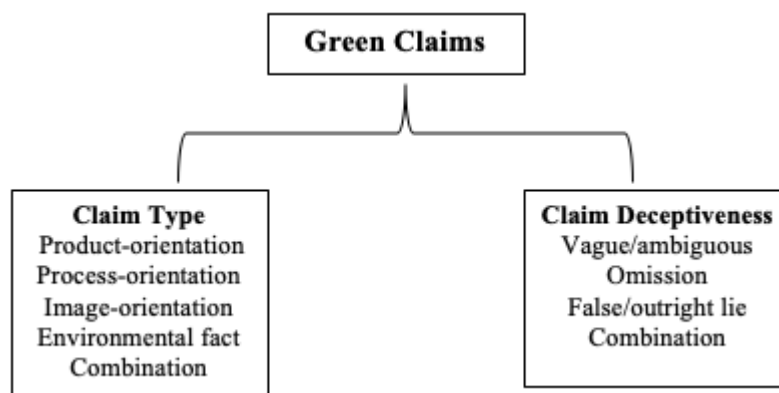 Green Claims
Claim Type
Product-orientation
Process-orientation
Image-orientation
Environmental fact
Combination
Claim Deceptiveness
Vague/ambiguous
Omission
False/outright lie
Combination